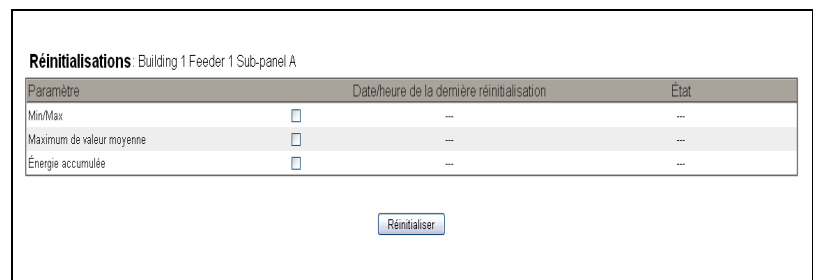 Réinitialisations: Building 1 Feeder 1 Sub-panel A
Paramètre Date/heure de la dernière réinitialisation État
Min/Max --- ---
Maximum de valeur moyenne --- ---
Énergie accumulée --- ---
Réinitialiser